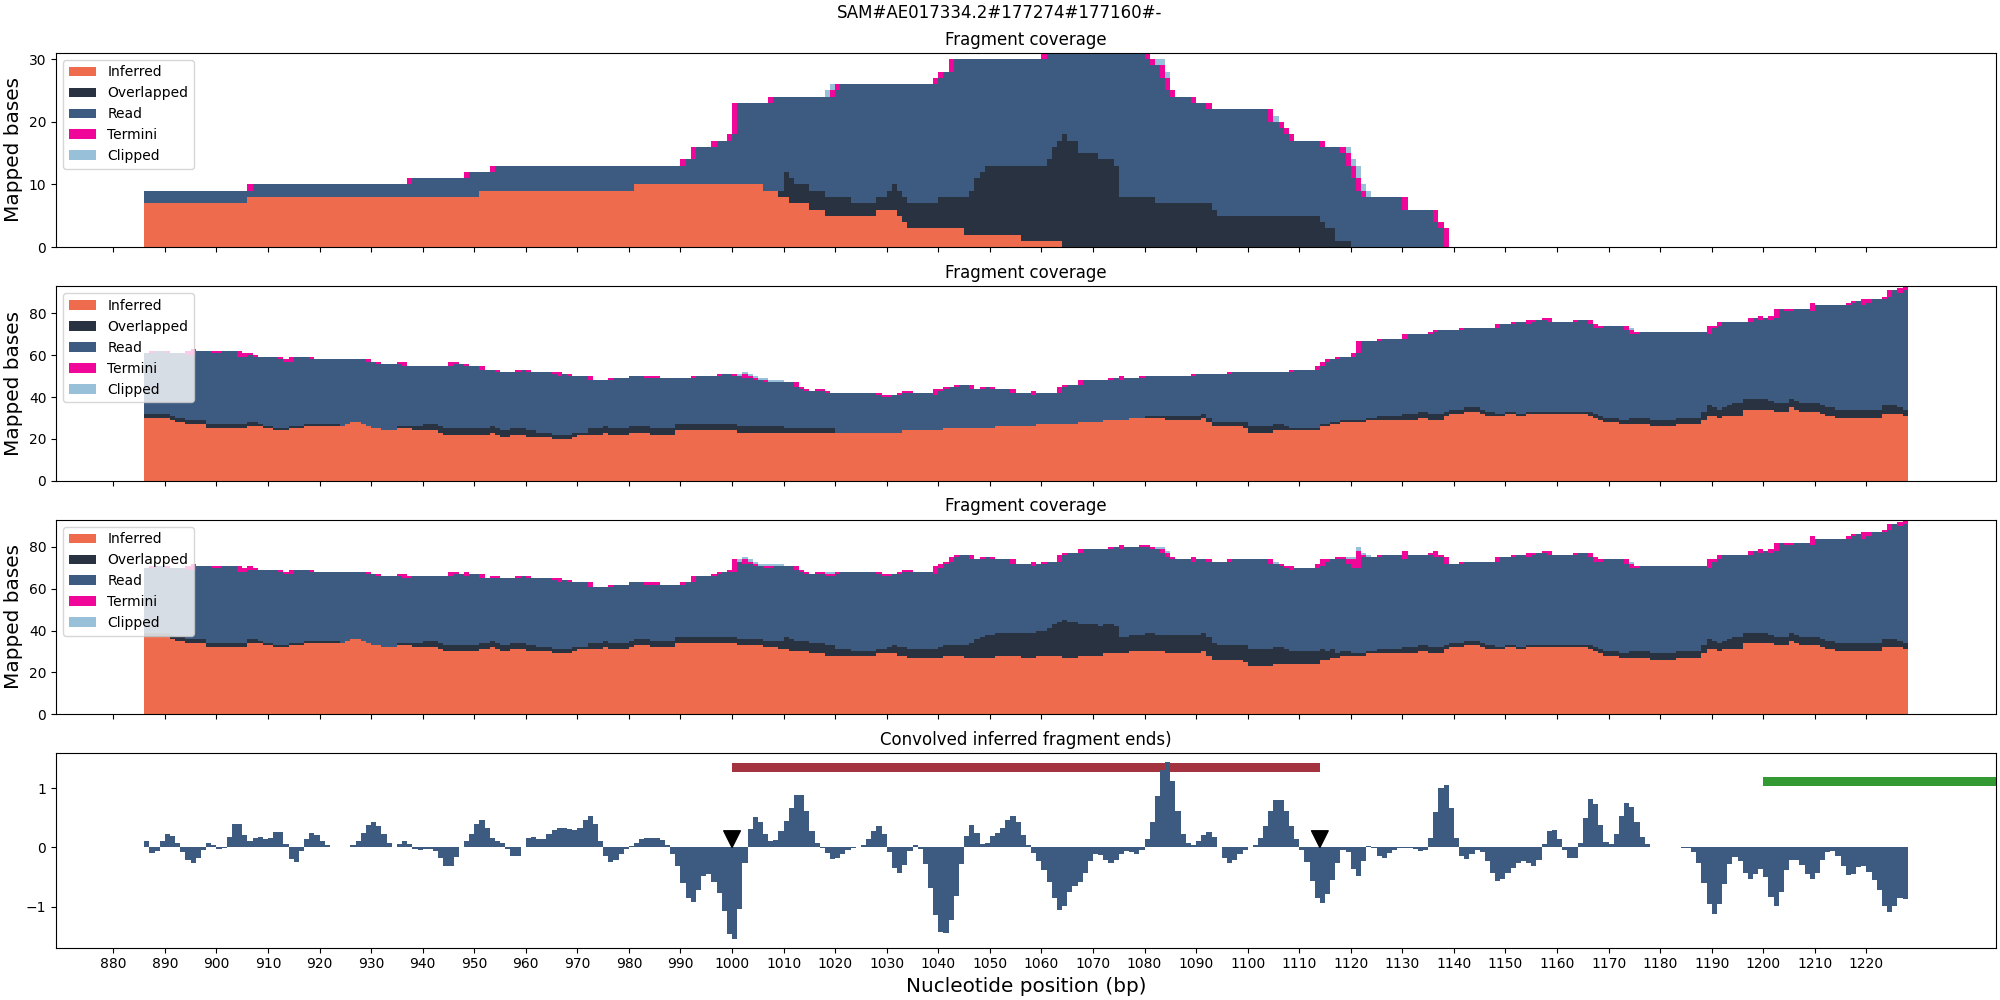 SAM#AE017334.2#177274#177160#-
Fragment coverage
Mapped bases
30
20
10
0
Inferred
Overlapped
Read
Termini
Clipped
Fragment coverage
Mapped bases
80
60
40
20
0
Inferred
Overlapped
Read
Termini
Clipped
Fragment coverage
Mapped bases
80
60
40
20
0
Inferred
Overlapped
Read
Termini
Clipped
Convolved inferred fragment ends)
1
0
−1
880 890 900 910 920 930 940 950 960 970 980 990 1000 1010 1020 1030 1040 1050 1060 1070 1080 1090 1100 1110 1120 1130 1140 1150 1160 1170 1180 1190 1200 1210 1220
Nucleotide position (bp)